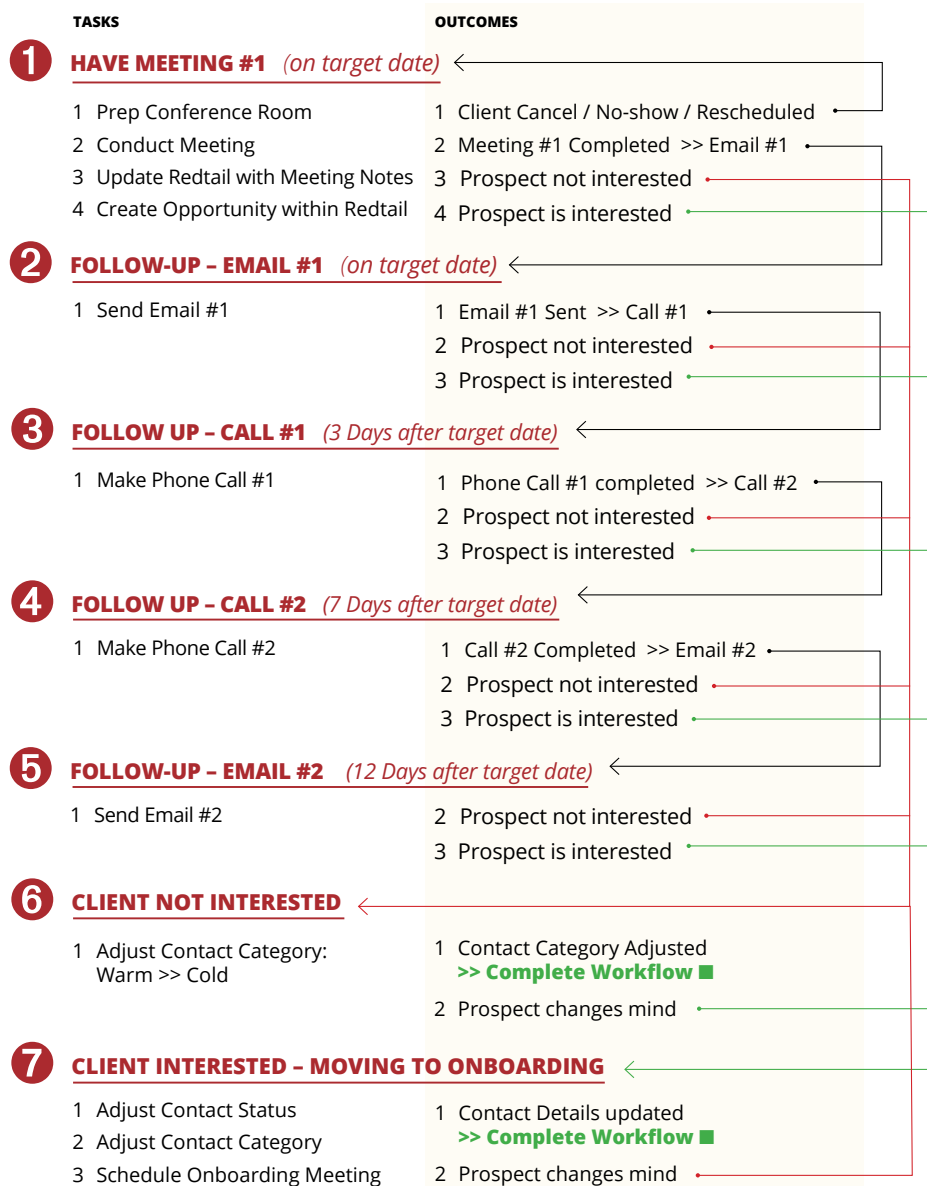 TASKS
OUTCOMES
1 HAVE MEETING #1 (on target date)
1 Prep Conference Room
2 Conduct Meeting
3 Update Redtail with Meeting Notes
4 Create Opportunity within Redtail
1 Client Cancel / No-show / Rescheduled
2 Meeting #1 Completed >> Email #1
3 Prospect not interested
4 Prospect is interested
2 FOLLOW-UP – EMAIL #1 (on target date)
1 Send Email #1
1 Email #1 Sent >> Call #1
2 Prospect not interested
3 Prospect is interested
3 FOLLOW UP – CALL #1 (3 Days after target date)
1 Make Phone Call #1
1 Phone Call #1 completed >> Call #2
2 Prospect not interested
3 Prospect is interested
4 FOLLOW UP – CALL #2 (7 Days after target date)
1 Make Phone Call #2
1 Call #2 Completed >> Email #2
2 Prospect not interested
3 Prospect is interested
5 FOLLOW-UP – EMAIL #2 (12 Days after target date)
1 Send Email #2
2 Prospect not interested
3 Prospect is interested
6 CLIENT NOT INTERESTED
1 Adjust Contact Category:
Warm >> Cold
1 Contact Category Adjusted
>> Complete Workflow
2 Prospect changes mind
7 CLIENT INTERESTED – MOVING TO ONBOARDING
1 Adjust Contact Status
2 Adjust Contact Category
3 Schedule Onboarding Meeting
1 Contact Details updated
>> Complete Workflow
2 Prospect changes mind